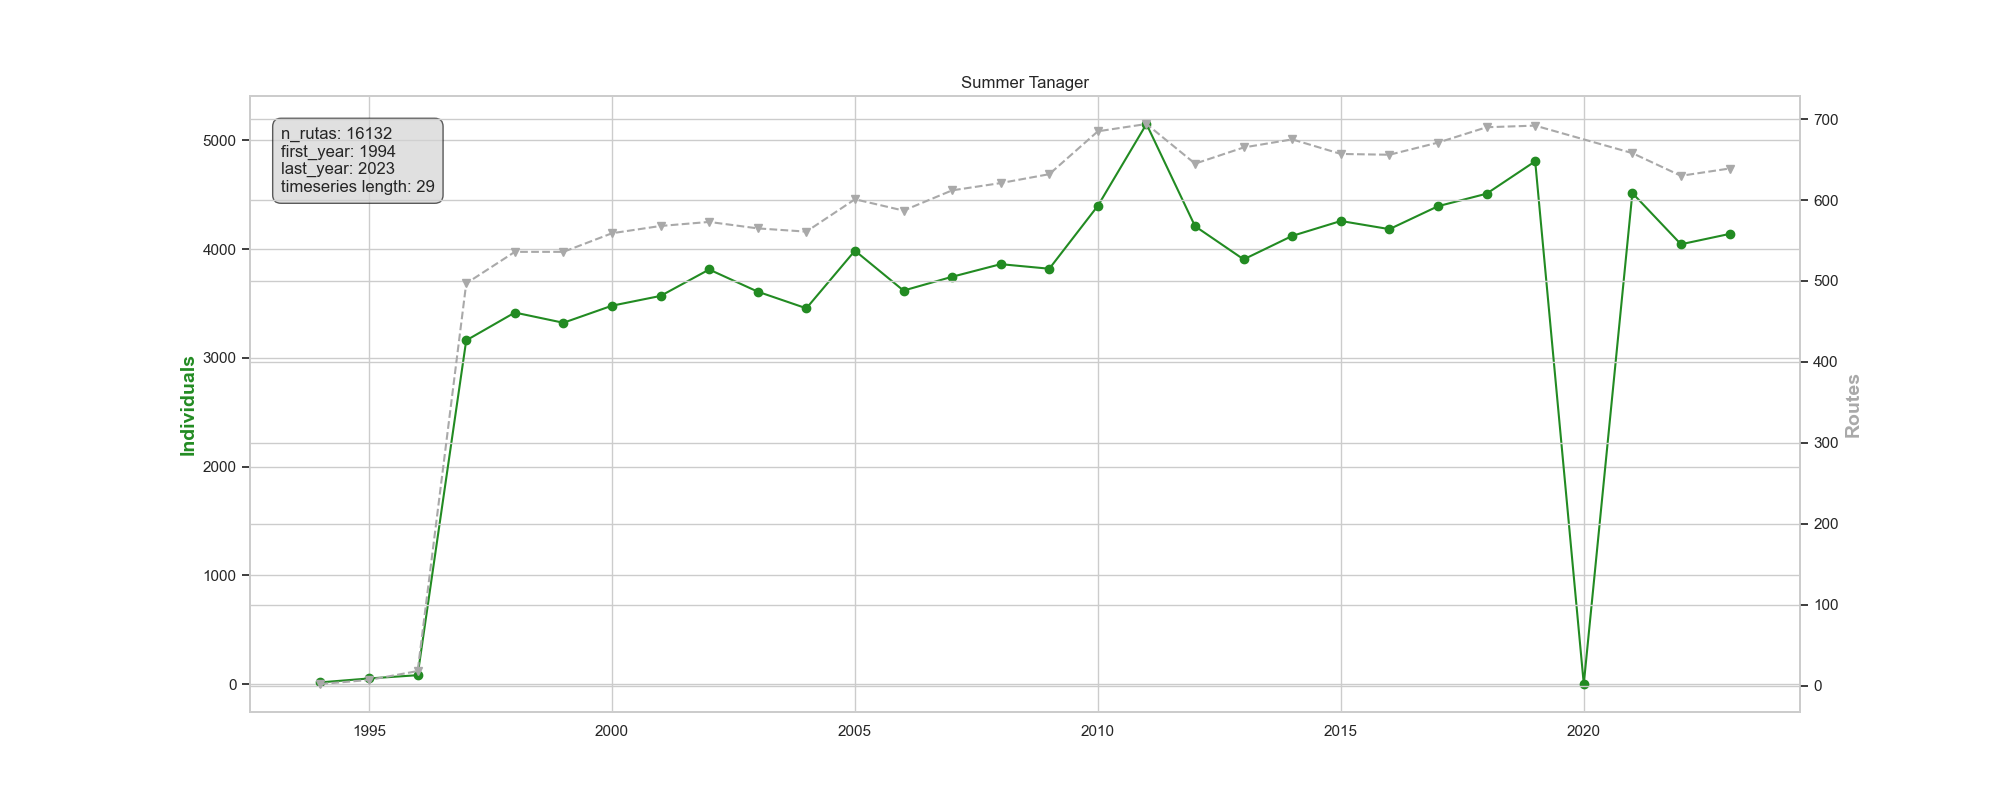 Summer Tanager
n_rutas: 16132
first_year: 1994
last_year: 2023
timeseries length: 29
Individuals
5000
4000
3000
2000
1000
0
Routes
700
600
500
400
300
200
100
0
1995
2000
2005
2010
2015
2020